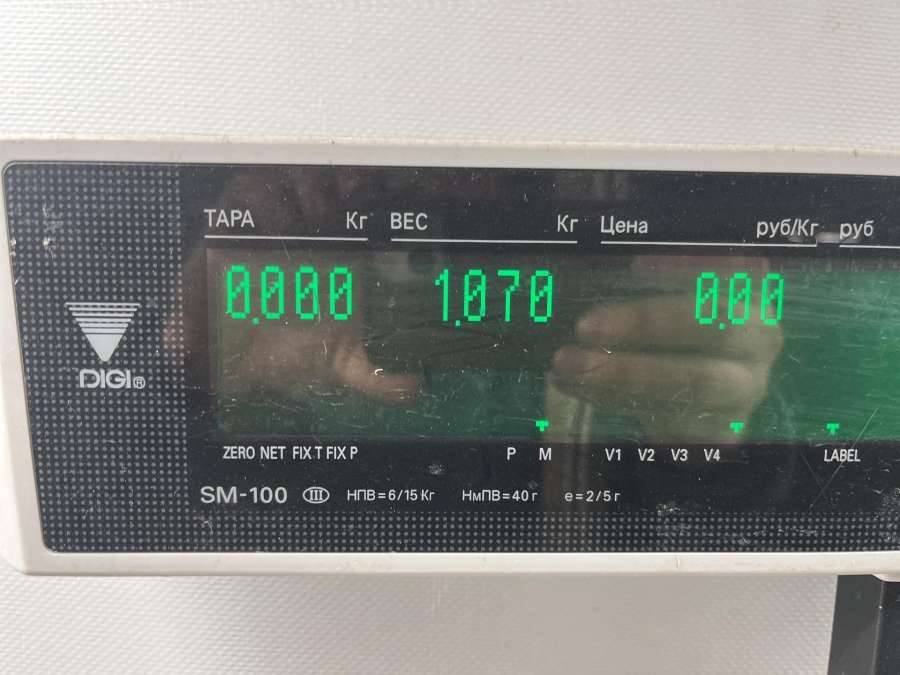 ТАРА Кг ВЕС Кг Цена руб/Кг руб
0.000 1.070 0.00
DIGI®
ZERO NET FIX T FIX P P M V1 V2 V3 V4 LABEL
SM-100 III НПВ=6/15 Кг НмПВ=40 г e=2/5 г